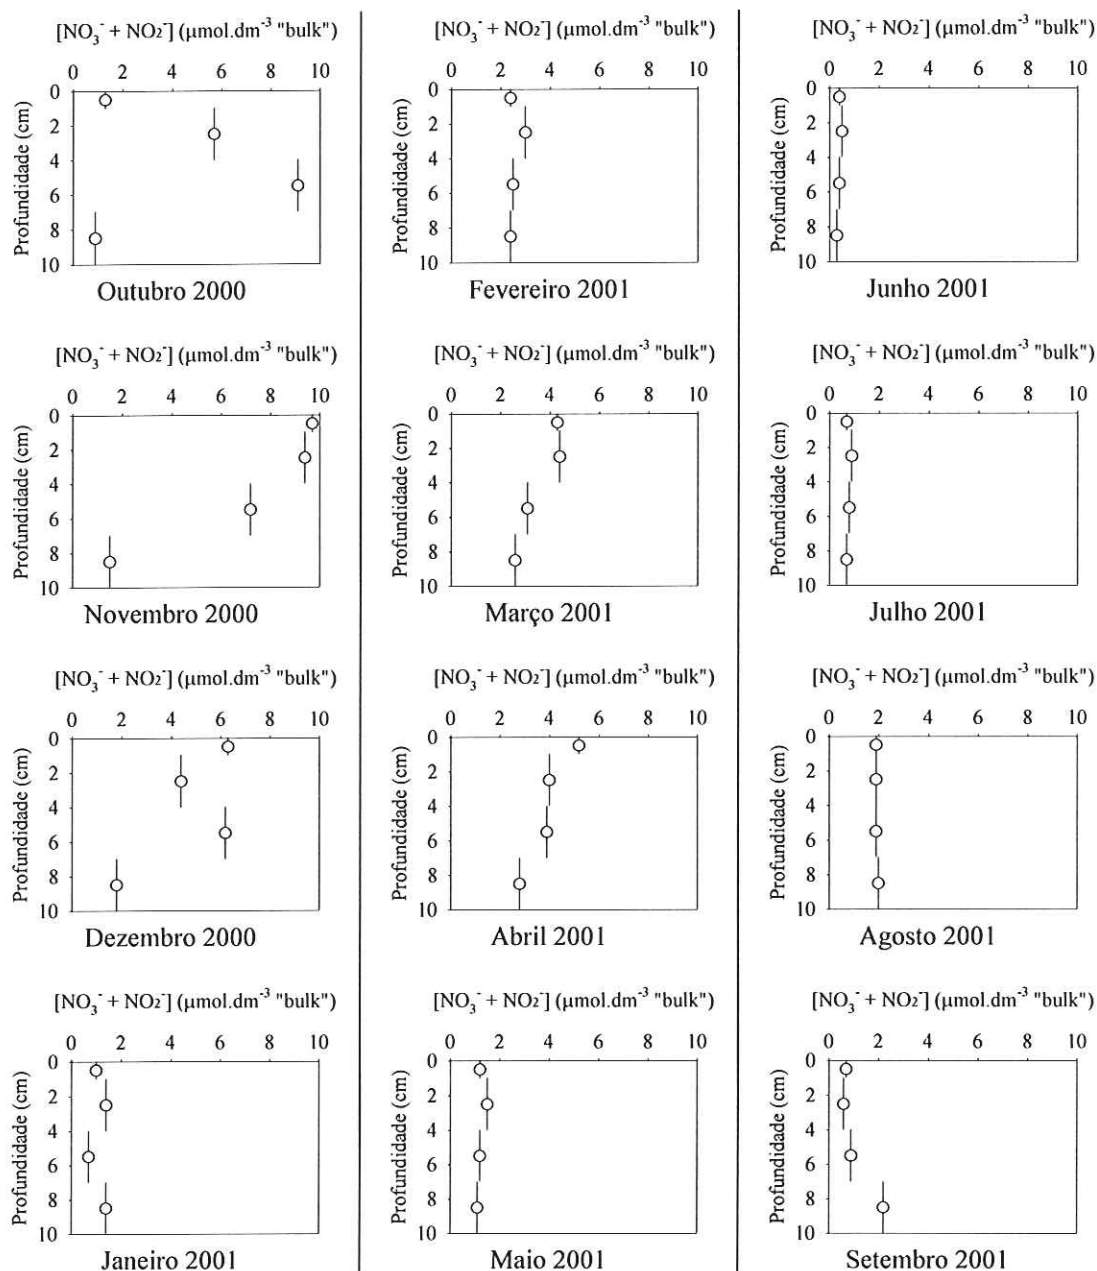 [NO₃⁻ + NO₂⁻] (µmol.dm⁻³ "bulk")
0 2 4 6 8 10
Profundidade (cm)
0
2
4
6
8
10
Outubro 2000
[NO₃⁻ + NO₂⁻] (µmol.dm⁻³ "bulk")
0 2 4 6 8 10
Profundidade (cm)
0
2
4
6
8
10
Novembro 2000
[NO₃⁻ + NO₂⁻] (µmol.dm⁻³ "bulk")
0 2 4 6 8 10
Profundidade (cm)
0
2
4
6
8
10
Dezembro 2000
[NO₃⁻ + NO₂⁻] (µmol.dm⁻³ "bulk")
0 2 4 6 8 10
Profundidade (cm)
0
2
4
6
8
10
Janeiro 2001
[NO₃⁻ + NO₂⁻] (µmol.dm⁻³ "bulk")
0 2 4 6 8 10
Profundidade (cm)
0
2
4
6
8
10
Fevereiro 2001
[NO₃⁻ + NO₂⁻] (µmol.dm⁻³ "bulk")
0 2 4 6 8 10
Profundidade (cm)
0
2
4
6
8
10
Março 2001
[NO₃⁻ + NO₂⁻] (µmol.dm⁻³ "bulk")
0 2 4 6 8 10
Profundidade (cm)
0
2
4
6
8
10
Abril 2001
[NO₃⁻ + NO₂⁻] (µmol.dm⁻³ "bulk")
0 2 4 6 8 10
Profundidade (cm)
0
2
4
6
8
10
Maio 2001
[NO₃⁻ + NO₂⁻] (µmol.dm⁻³ "bulk")
0 2 4 6 8 10
Profundidade (cm)
0
2
4
6
8
10
Junho 2001
[NO₃⁻ + NO₂⁻] (µmol.dm⁻³ "bulk")
0 2 4 6 8 10
Profundidade (cm)
0
2
4
6
8
10
Julho 2001
[NO₃⁻ + NO₂⁻] (µmol.dm⁻³ "bulk")
0 2 4 6 8 10
Profundidade (cm)
0
2
4
6
8
10
Agosto 2001
[NO₃⁻ + NO₂⁻] (µmol.dm⁻³ "bulk")
0 2 4 6 8 10
Profundidade (cm)
0
2
4
6
8
10
Setembro 2001